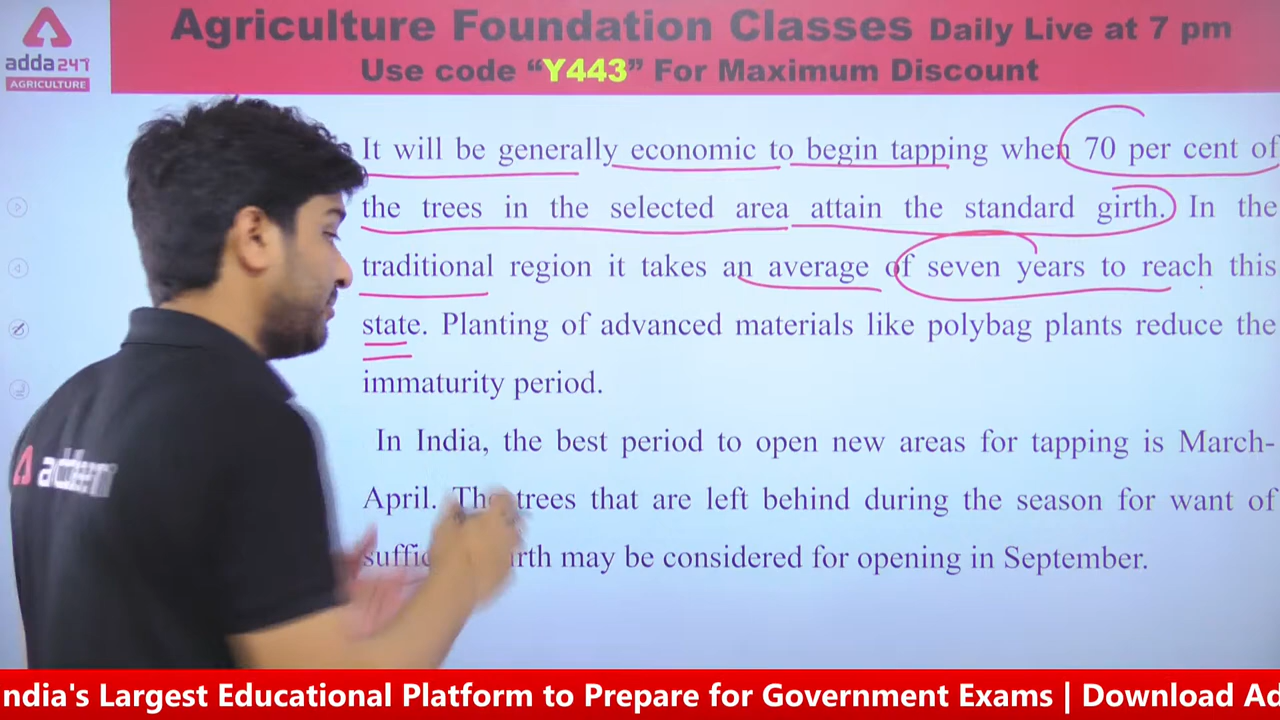 Agriculture Foundation Classes Daily Live at 7 pm
Use code “Y443” For Maximum Discount
adda247
AGRICULTURE
It will be generally economic to begin tapping when 70 per cent of
the trees in the selected area attain the standard girth. In the
traditional region it takes an average of seven years to reach this
state. Planting of advanced materials like polybag plants reduce the
immaturity period.
In India, the best period to open new areas for tapping is March-
April. The trees that are left behind during the season for want of
may be considered for opening in September.
ndia's Largest Educational Platform to Prepare for Government Exams | Download Ad